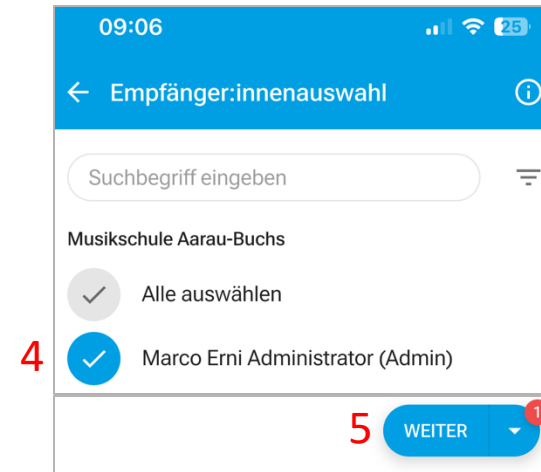 09:06 25
Empfänger:innenauswahl
Suchbegriff eingeben
Musikschule Aarau-Buchs
Alle auswählen
4 Marco Erni Administrator (Admin)
5 WEITER 1